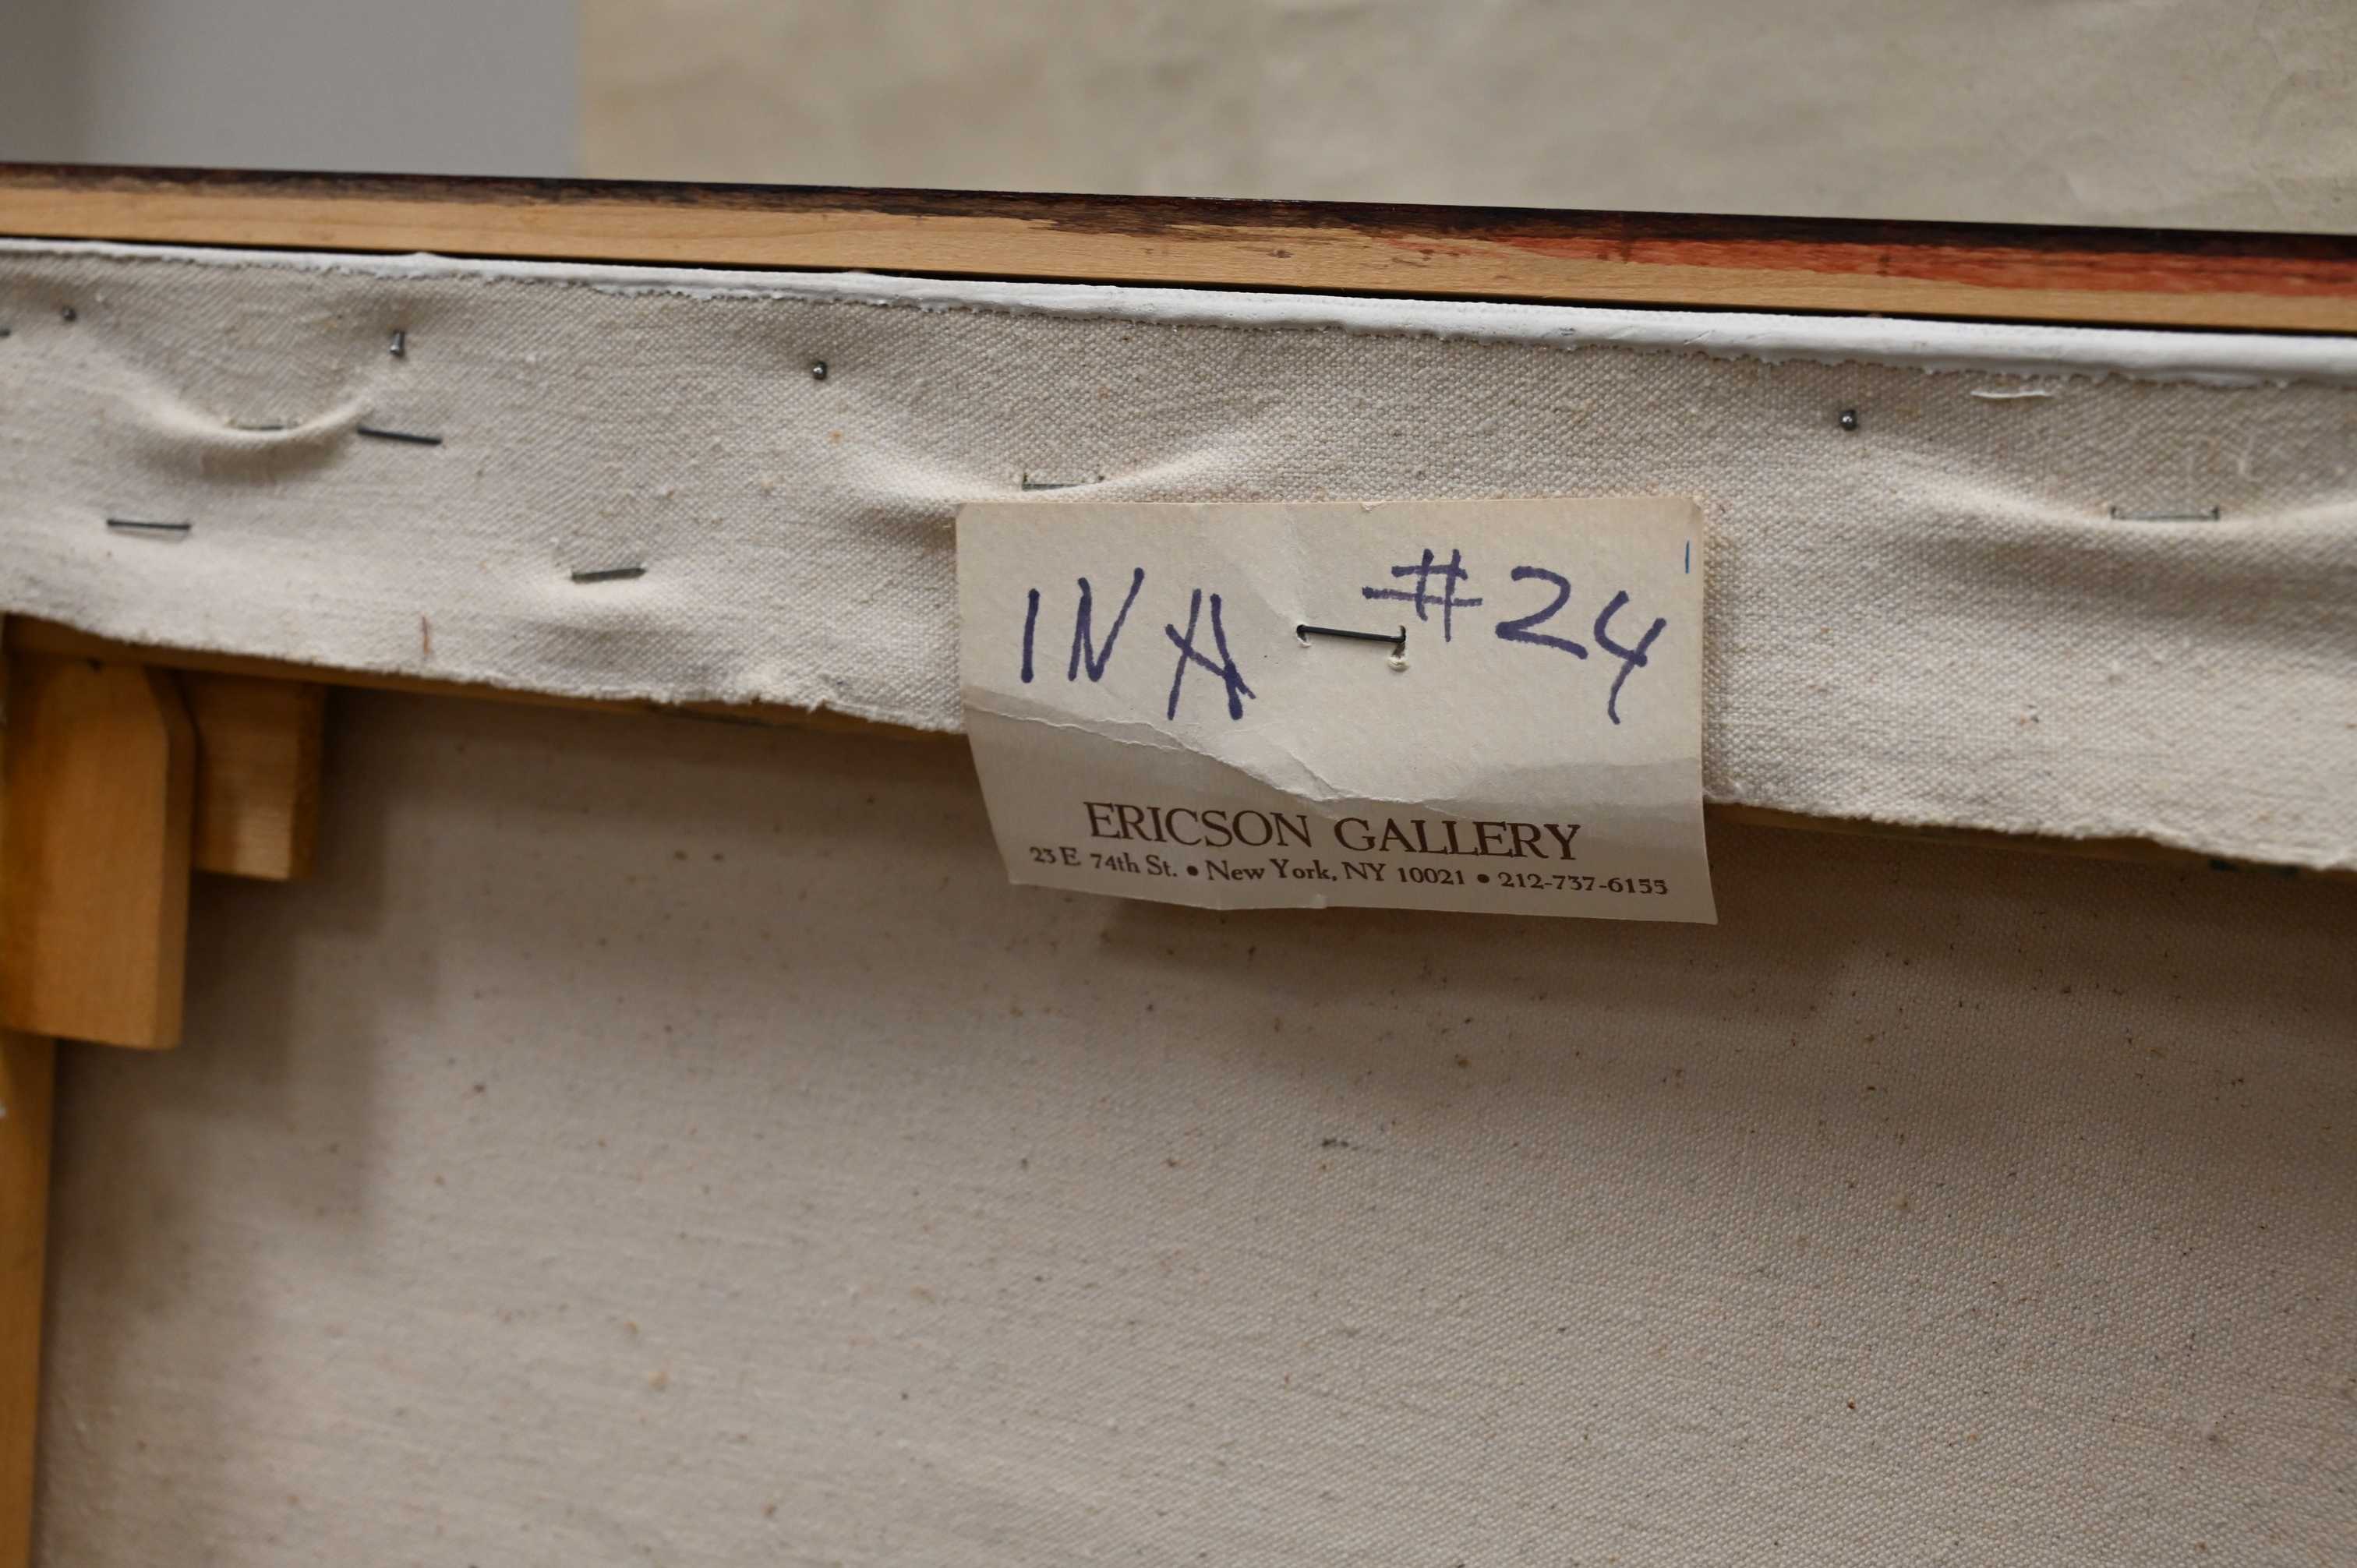 INA #24
ERICSON GALLERY
23 E 74th St. • New York, NY 10021 • 212-737-6155